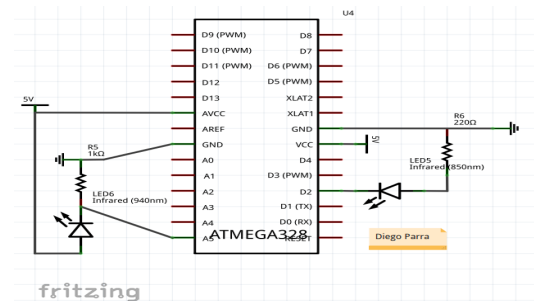 U4
D9 (PWM)
D8
D10 (PWM)
D7
D11 (PWM)
D6 (PWM)
D12
D5 (PWM)
D13
XLAT2
5V
AVCC
XLAT1
AREF
GND
R6
220Ω
GND
VCC
5V
R5
1kΩ
A0
D4
LED5
Infrared (850nm)
A1
D3 (PWM)
A2
D2
LED6
Infrared (940nm)
A3
D1 (TX)
A4
D0 (RX)
A5
ATMEGA328
RESET
Diego Parra
fritzing